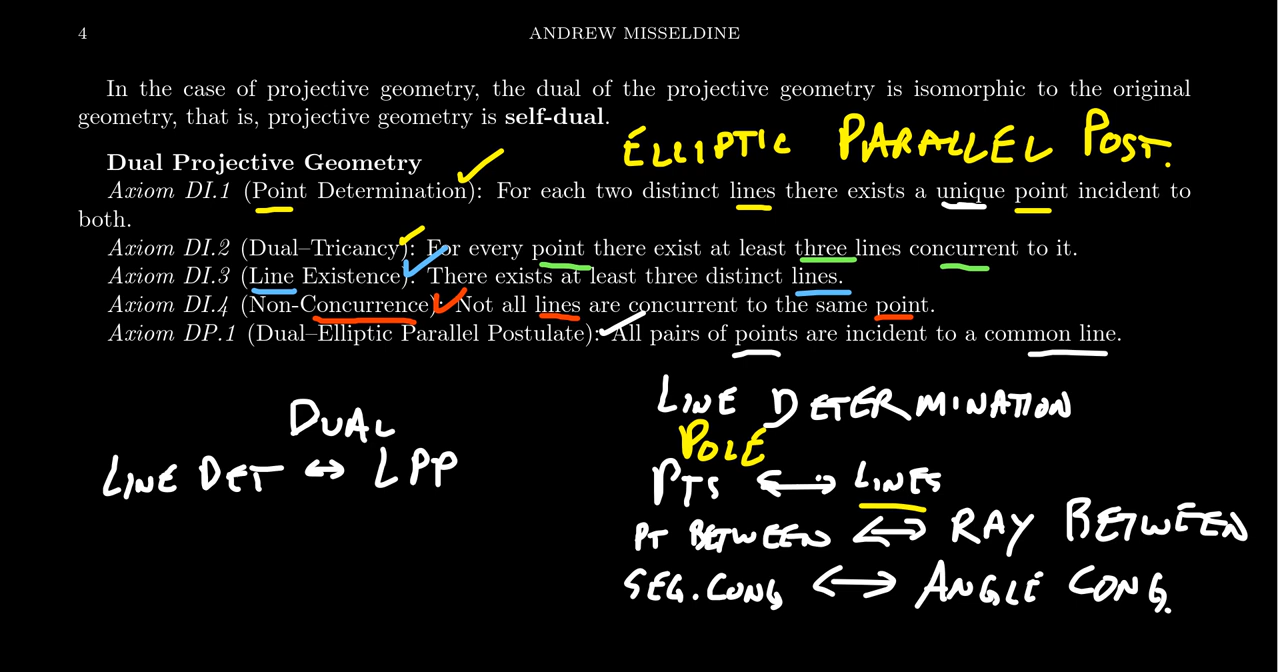 4
ANDREW MISSELDINE
In the case of projective geometry, the dual of the projective geometry is isomorphic to the original
geometry, that is, projective geometry is self-dual.
ELLIPTIC PARALLEL POST.
Dual Projective Geometry
Axiom DI.1 (Point Determination): For each two distinct lines there exists a unique point incident to
both.
Axiom DI.2 (Dual–Tricancy): For every point there exist at least three lines concurrent to it.
Axiom DI.3 (Line Existence): There exists at least three distinct lines.
Axiom DI.4 (Non-Concurrence): Not all lines are concurrent to the same point.
Axiom DP.1 (Dual–Elliptic Parallel Postulate): All pairs of points are incident to a common line.
LINE DETERMINATION
DUAL
LINE DET ↔ LPP
POLE
PTS ↔ LINES
PT BETWEEN ↔ RAY BETWEEN
SEG. CONG ↔ ANGLE CONG.